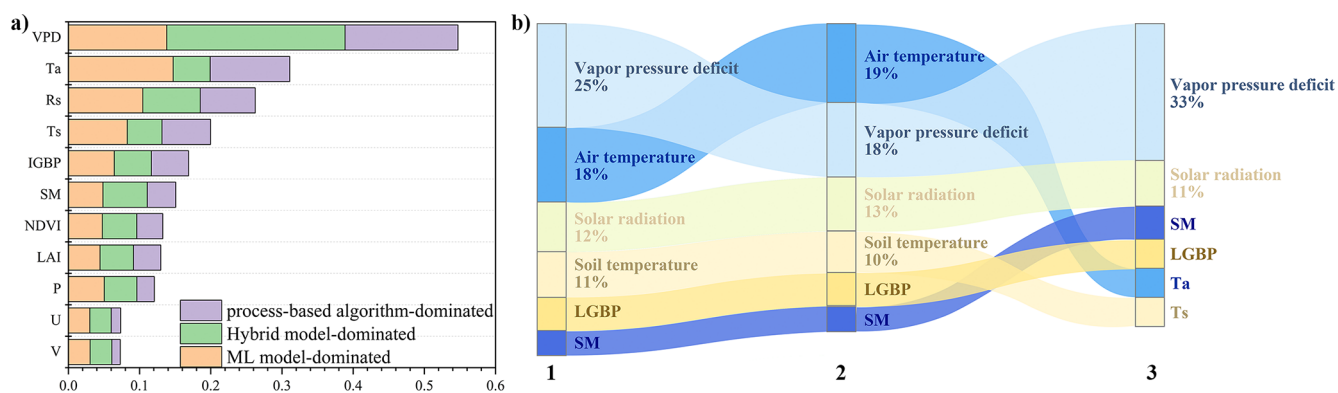 a)
VPD
Ta
Rs
Ts
IGBP
SM
NDVI
LAI
P
U
V
process-based algorithm-dominated
Hybrid model-dominated
ML model-dominated
0.0 0.1 0.2 0.3 0.4 0.5 0.6
b)
Vapor pressure deficit
25%
Air temperature
18%
Solar radiation
12%
Soil temperature
11%
LGBP
SM
1
Air temperature
19%
Vapor pressure deficit
18%
Solar radiation
13%
Soil temperature
10%
LGBP
SM
2
Vapor pressure deficit
33%
Solar radiation
11%
SM
LGBP
Ta
Ts
3